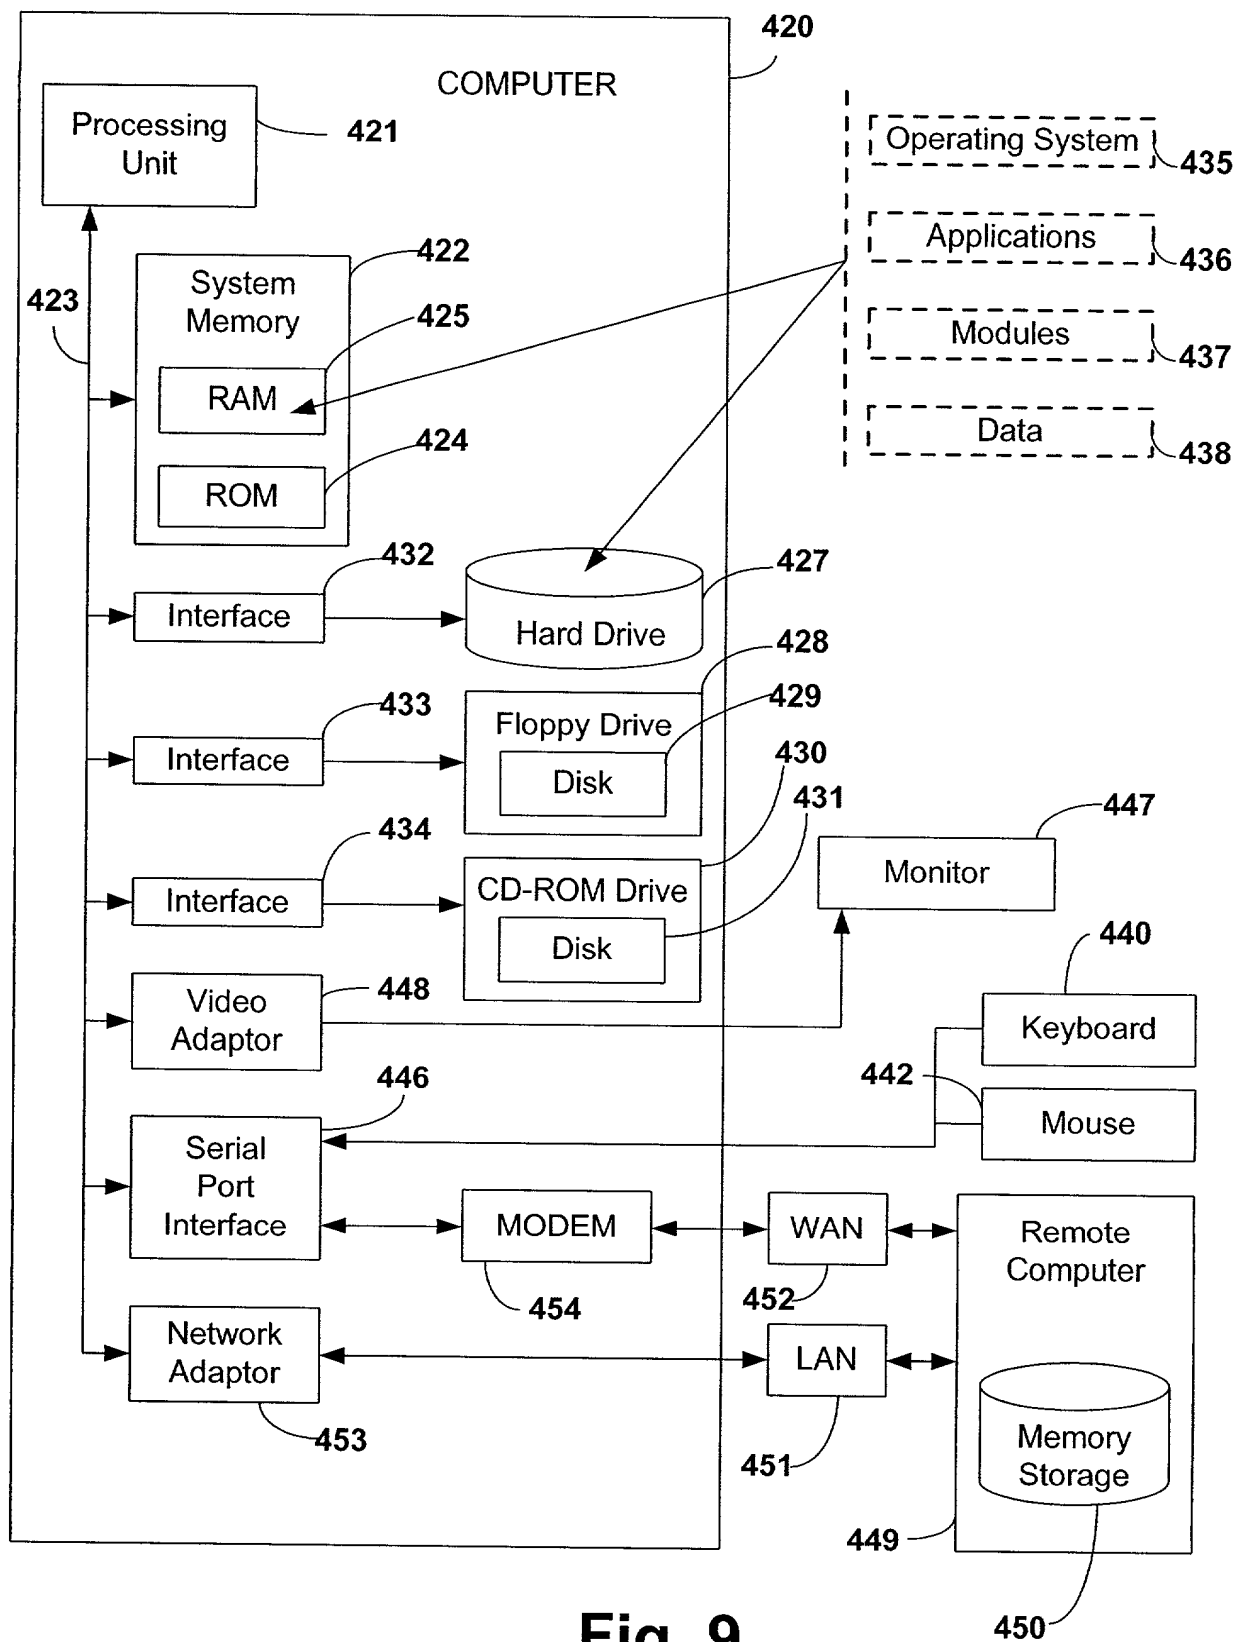 420
COMPUTER
Processing
Unit
421
Operating System
435
Applications
436
Modules
437
Data
438
422
System
Memory
423
425
RAM
424
ROM
432
Interface
427
Hard Drive
428
433
Interface
Floppy Drive
429
Disk
430
431
434
Interface
CD-ROM Drive
Disk
447
Monitor
440
Keyboard
448
Video
Adaptor
442
Mouse
446
Serial
Port
Interface
MODEM
454
WAN
452
Remote
Computer
Network
Adaptor
453
LAN
451
Memory
Storage
449
450
Fig. 9